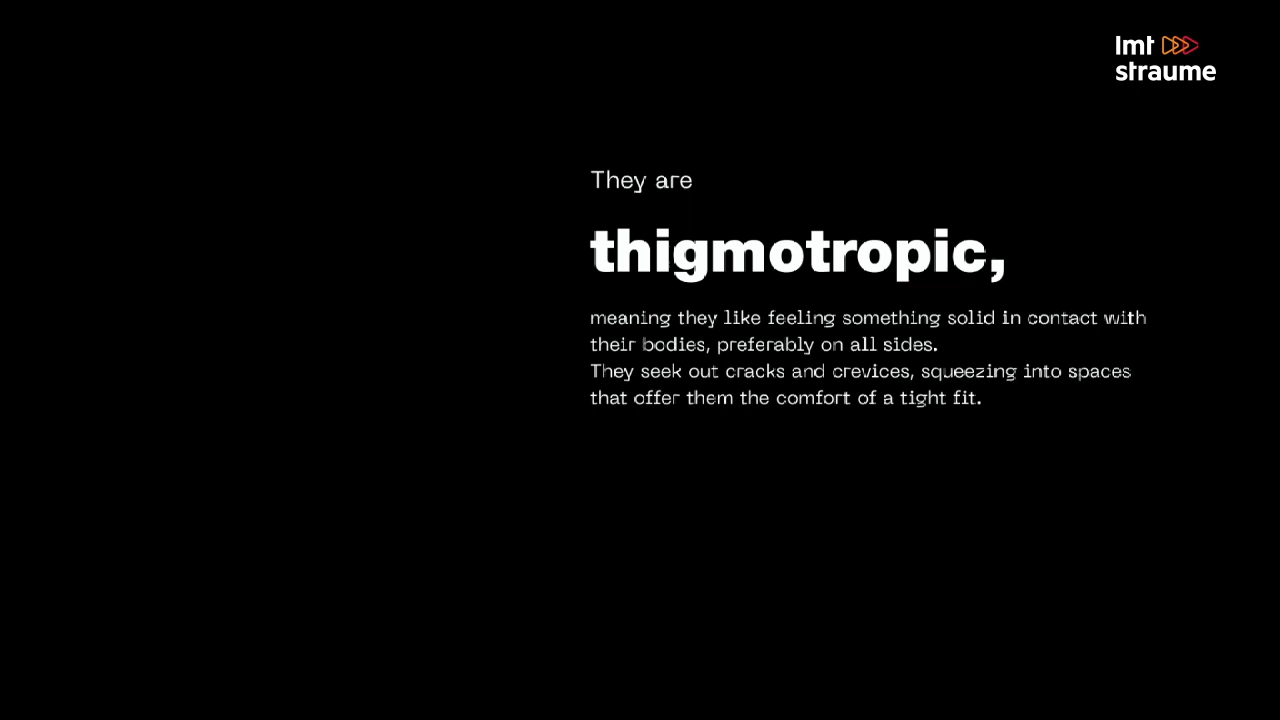 lmt
straume
They are
thigmotropic,
meaning they like feeling something solid in contact with
their bodies, preferably on all sides.
They seek out cracks and crevices, squeezing into spaces
that offer them the comfort of a tight fit.